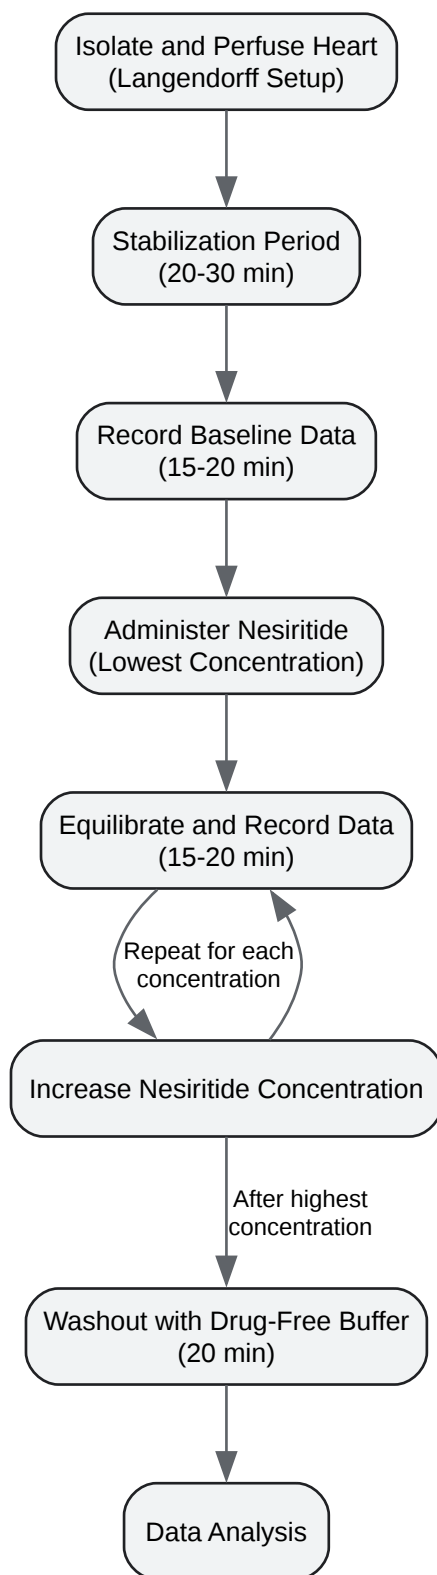 Isolate and Perfuse Heart
(Langendorff Setup)
Stabilization Period
(20-30 min)
Record Baseline Data
(15-20 min)
Administer Nesiritide
(Lowest Concentration)
Equilibrate and Record Data
(15-20 min)
Repeat for each
concentration
Increase Nesiritide Concentration
After highest
concentration
Washout with Drug-Free Buffer
(20 min)
Data Analysis